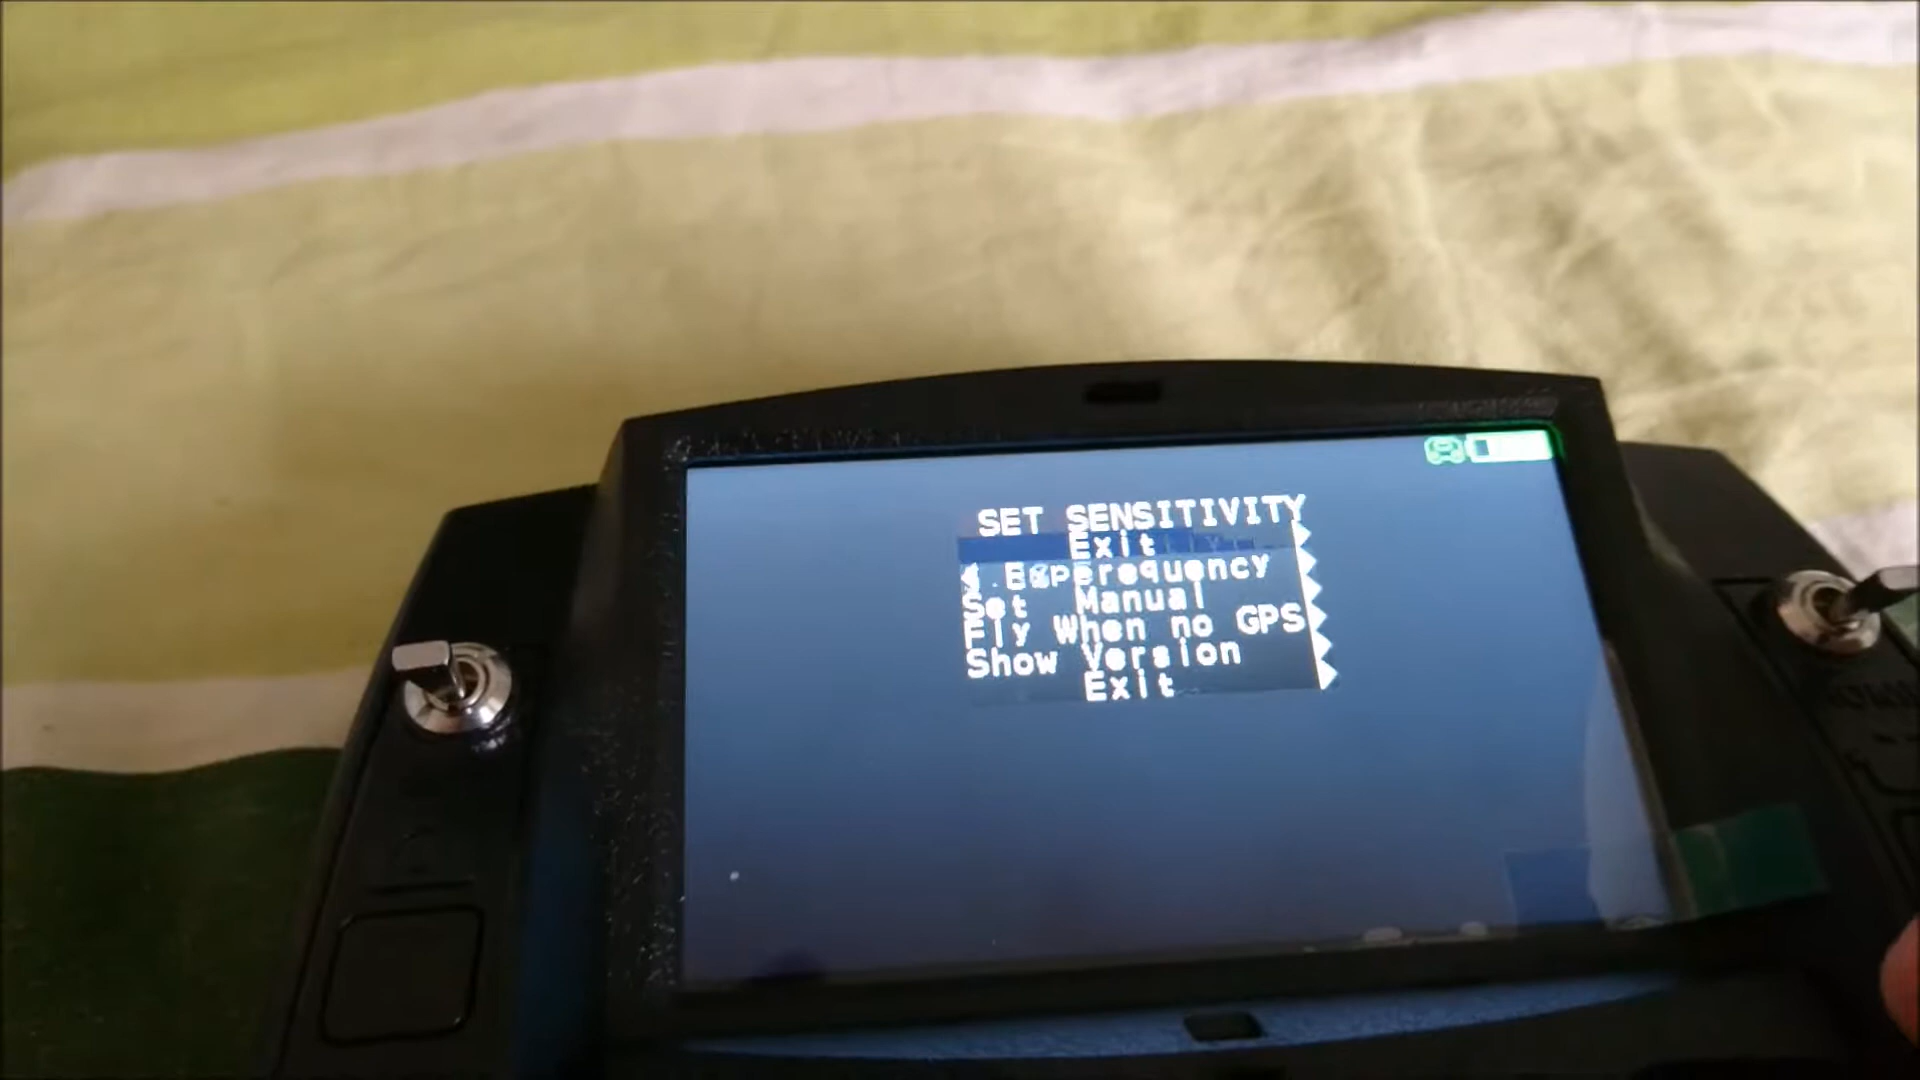 SET SENSITIVITY
Exit
Set Manual
Fly When no GPS
Show Version
Exit